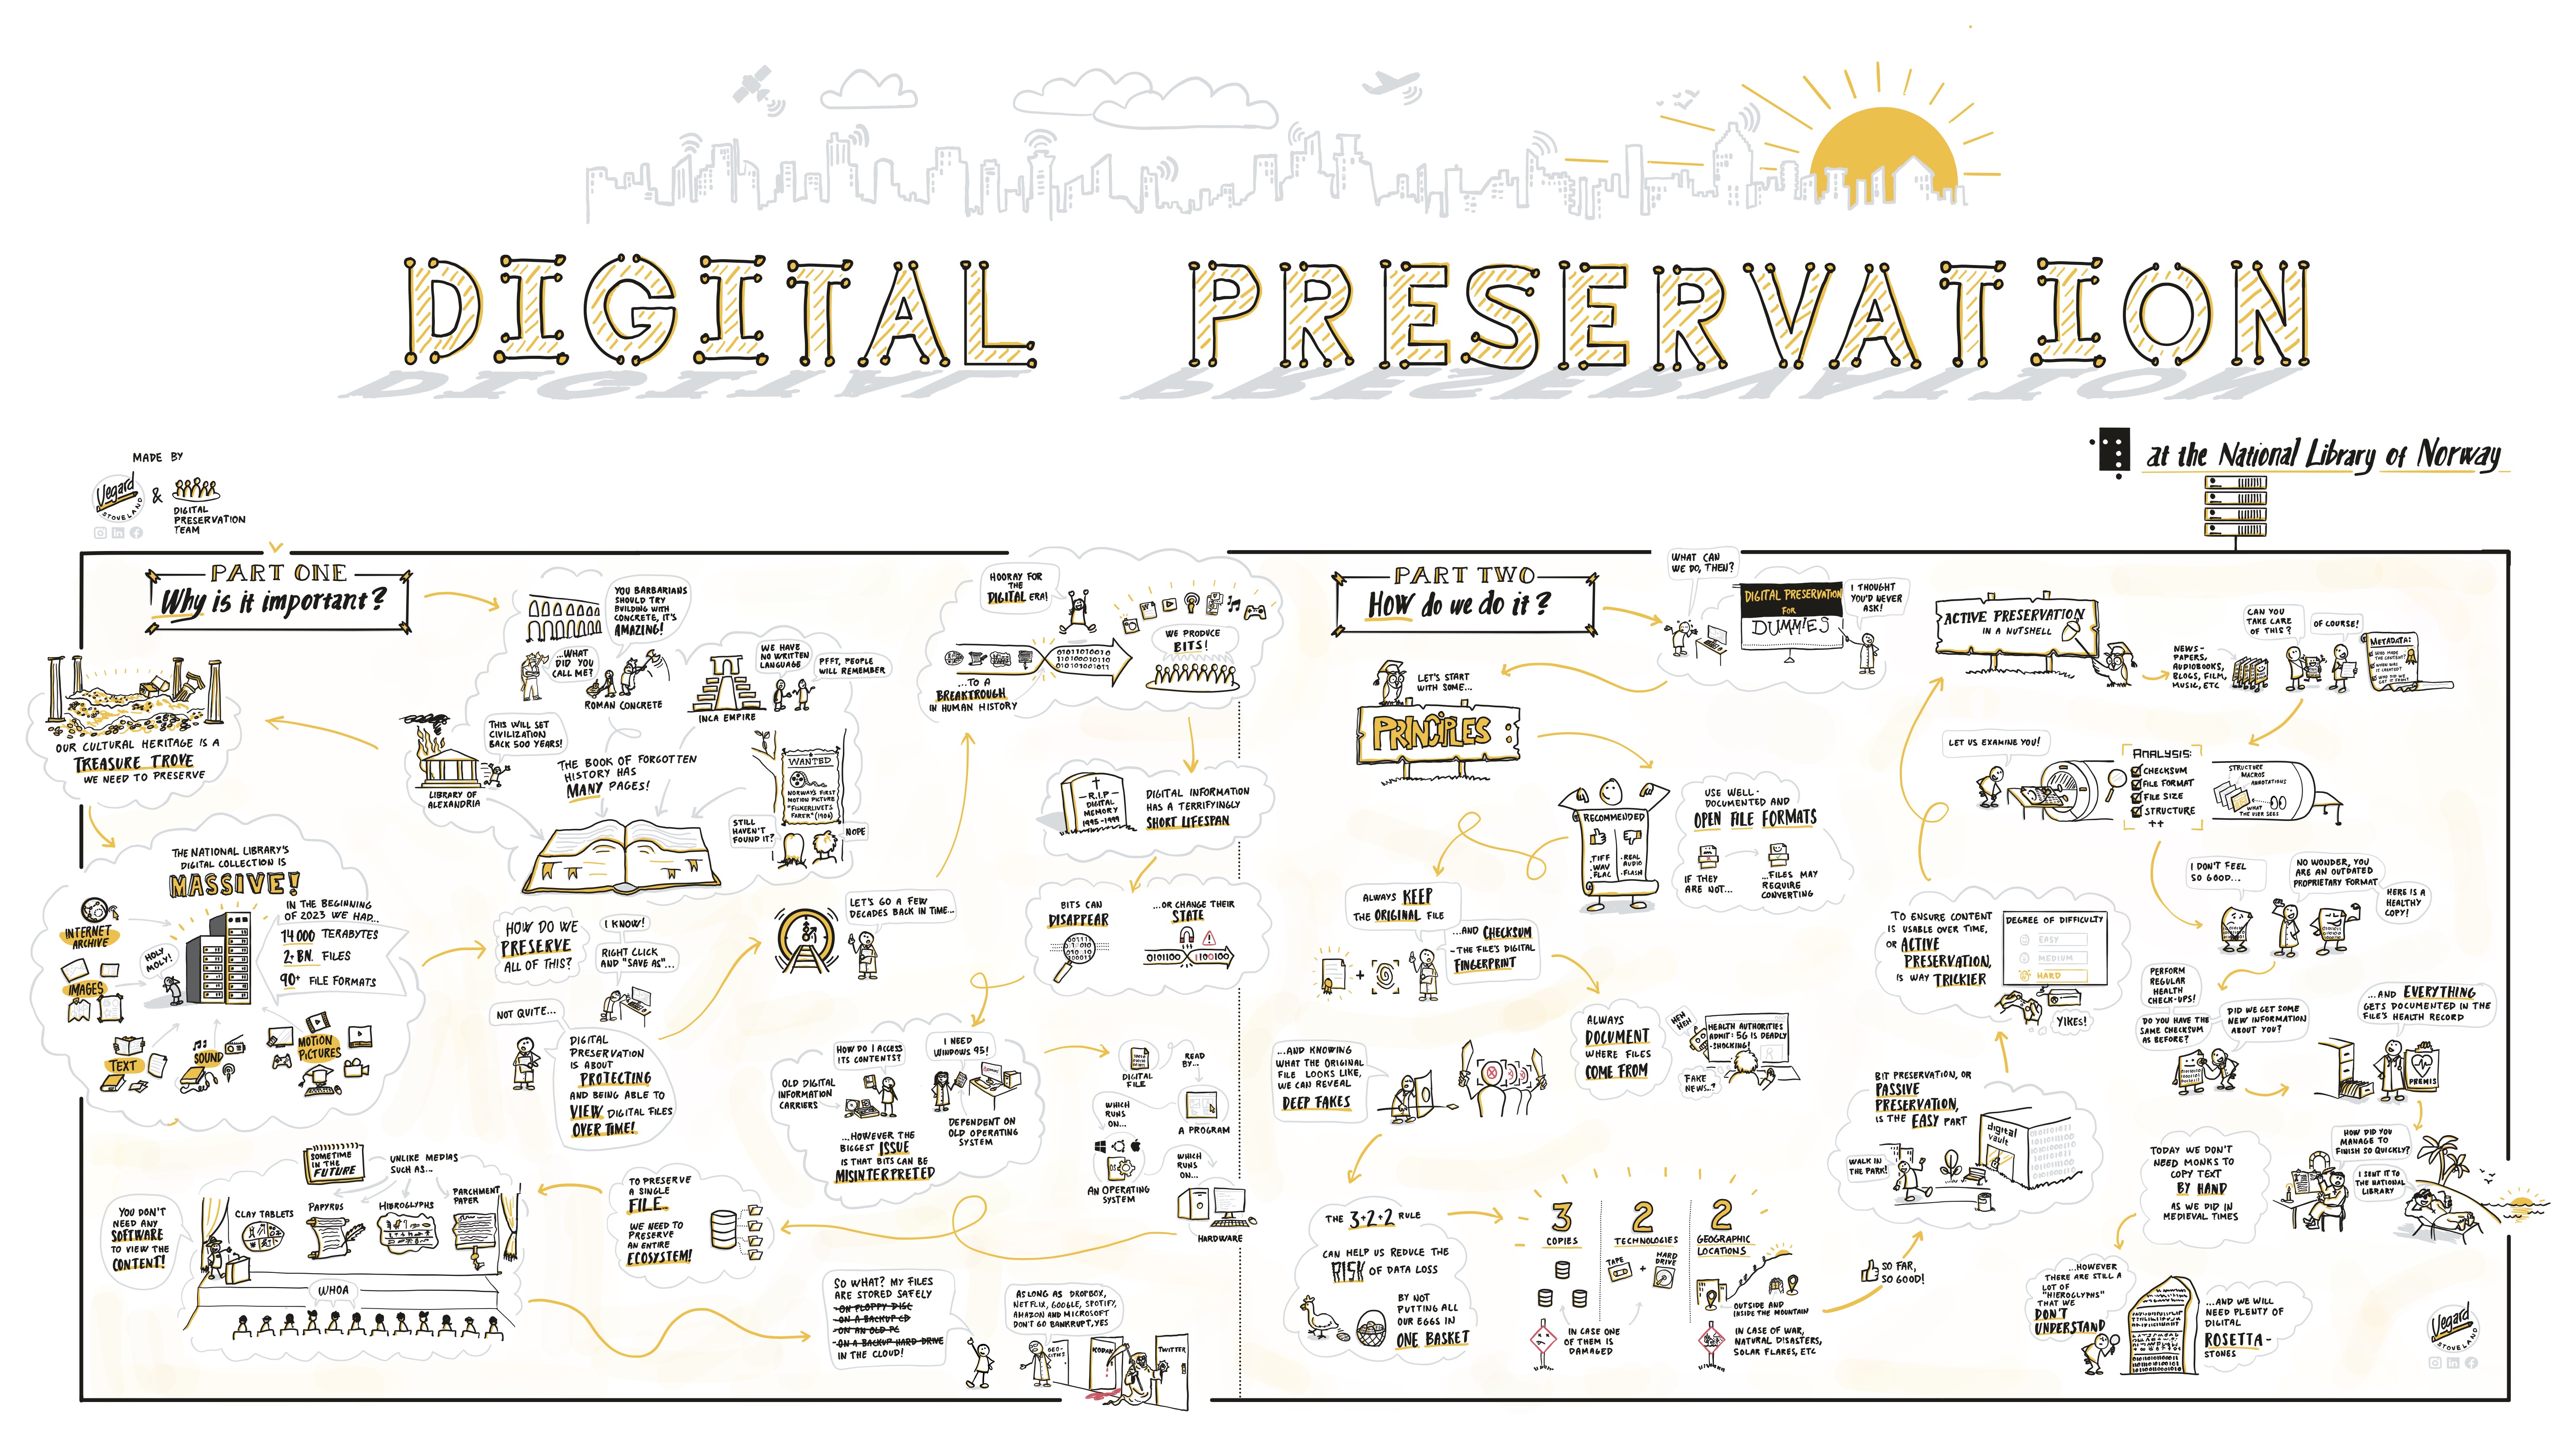 DIGITAL PRESERVATION
MADE BY
Vegard
STOVELAND
&
DIGITAL
PRESERVATION
TEAM
at the National Library of Norway
PART ONE
Why is it important?
YOU BARBARIANS
SHOULD TRY
BUILDING WITH
CONCRETE, IT'S
AMAZING!
...WHAT
DID YOU
CALL ME?
ROMAN CONCRETE
WE HAVE
NO WRITTEN
LANGUAGE
PFFT, PEOPLE
WILL REMEMBER
INCA EMPIRE
THIS WILL SET
CIVILIZATION
BACK 500 YEARS!
LIBRARY OF
ALEXANDRIA
THE BOOK OF FORGOTTEN
HISTORY HAS
MANY PAGES!
WANTED
NORWAYS FIRST
MOTION PICTURE
"FISKERLIVETS
FARER" (1906)
STILL
HAVEN'T
FOUND IT?
NOPE
OUR CULTURAL HERITAGE IS A
TREASURE TROVE
WE NEED TO PRESERVE
THE NATIONAL LIBRARY'S
DIGITAL COLLECTION IS
MASSIVE!
IN THE BEGINNING
OF 2023 WE HAD...
14 000 TERABYTES
2+ BN. FILES
90+ FILE FORMATS
INTERNET
ARCHIVE
HOLY
MOLY!
IMAGES
TEXT
SOUND
MOTION
PICTURES
HOW DO WE
PRESERVE
ALL OF THIS?
I KNOW!
RIGHT CLICK
AND "SAVE AS"...
NOT QUITE...
DIGITAL
PRESERVATION
IS ABOUT
PROTECTING
AND BEING ABLE TO
VIEW DIGITAL FILES
OVER TIME!
LET'S GO A FEW
DECADES BACK IN TIME...
HOORAY FOR
THE
DIGITAL ERA!
01011010010
110100010110
010101001011
...TO A
BREAKTHROUGH
IN HUMAN HISTORY
WE PRODUCE
BITS!
R.I.P
DIGITAL
MEMORY
1995-1999
DIGITAL INFORMATION
HAS A TERRIFYINGLY
SHORT LIFESPAN
BITS CAN
DISAPPEAR
...OR CHANGE THEIR
STATE
010110
1100100
HOW DO I ACCESS
ITS CONTENTS?
I NEED
WINDOWS 95!
OLD DIGITAL
INFORMATION
CARRIERS
DEPENDENT ON
OLD OPERATING
SYSTEM
...HOWEVER THE
BIGGEST ISSUE
IS THAT BITS CAN BE
MISINTERPRETED
DIGITAL
FILE
READ
BY...
A PROGRAM
WHICH
RUNS
ON...
OS
AN OPERATING
SYSTEM
WHICH
RUNS
ON...
HARDWARE
TO PRESERVE
A SINGLE
FILE...
WE NEED TO
PRESERVE
AN ENTIRE
ECOSYSTEM!
SOMETIME
IN THE
FUTURE
UNLIKE MEDIAS
SUCH AS...
YOU DON'T
NEED ANY
SOFTWARE
TO VIEW THE
CONTENT!
CLAY TABLETS
PAPYRUS
HIEROGLYPHS
PARCHMENT
PAPER
WHOA
SO WHAT? MY FILES
ARE STORED SAFELY
-ON FLOPPY DISC
-ON A BACKUP CD
-ON AN OLD PC
-ON A BACKUP HARD DRIVE
IN THE CLOUD!
AS LONG AS DROPBOX,
NETFLIX, GOOGLE, SPOTIFY,
AMAZON AND MICROSOFT
DON'T GO BANKRUPT, YES
GEO-
CITIES
KODAK
TWITTER
PART TWO
HOW do we do it?
WHAT CAN
WE DO, THEN?
DIGITAL PRESERVATION
FOR
DUMMIES
I THOUGHT
YOU'D NEVER
ASK!
LET'S START
WITH SOME...
PRINCIPLES
RECOMMENDED
.TIFF
.WAV
.FLAC
.REAL
AUDIO
.FLASH
USE WELL-
DOCUMENTED AND
OPEN FILE FORMATS
IF THEY
ARE NOT...
...FILES MAY
REQUIRE
CONVERTING
ALWAYS KEEP
THE ORIGINAL FILE
...AND CHECKSUM
- THE FILE'S DIGITAL
FINGERPRINT
...AND KNOWING
WHAT THE ORIGINAL
FILE LOOKS LIKE,
WE CAN REVEAL
DEEP FAKES
ALWAYS
DOCUMENT
WHERE FILES
COME FROM
HEH
HEH
HEALTH AUTHORITIES
ADMIT: 5G IS DEADLY
-SHOCKING!
FAKE
NEWS..?
THE 3+2+2 RULE
CAN HELP US REDUCE THE
RISK OF DATA LOSS
BY NOT
PUTTING ALL
OUR EGGS IN
ONE BASKET
3
COPIES
IN CASE ONE
OF THEM IS
DAMAGED
2
TECHNOLOGIES
TAPE
+
HARD
DRIVE
2
GEOGRAPHIC
LOCATIONS
OUTSIDE AND
INSIDE THE MOUNTAIN
IN CASE OF WAR,
NATURAL DISASTERS,
SOLAR FLARES, ETC
SO FAR,
SO GOOD!
BIT PRESERVATION, OR
PASSIVE
PRESERVATION,
IS THE EASY PART
WALK IN
THE PARK!
digital
vault
TO ENSURE CONTENT
IS USABLE OVER TIME,
OR ACTIVE
PRESERVATION,
IS WAY TRICKIER
DEGREE OF DIFFICULTY
EASY
MEDIUM
HARD
YIKES!
ACTIVE PRESERVATION
IN A NUTSHELL
NEWS-
PAPERS,
AUDIOBOOKS,
BLOGS, FILM,
MUSIC, ETC
CAN YOU
TAKE CARE
OF THIS?
OF COURSE!
METADATA:
WHO MADE
THE CONTENT?
WHEN WAS
IT CREATED?
WHO DID WE
GET IT FROM?
LET US EXAMINE YOU!
ANALYSIS:
CHECKSUM
FILE FORMAT
FILE SIZE
STRUCTURE
++
STRUCTURE
MACROS
ANNOTATIONS
WHAT
THE USER SEES
I DON'T FEEL
SO GOOD...
NO WONDER, YOU
ARE AN OUTDATED
PROPRIETARY FORMAT
HERE IS A
HEALTHY
COPY!
PERFORM
REGULAR
HEALTH
CHECK-UPS!
DO YOU HAVE THE
SAME CHECKSUM
AS BEFORE?
DID WE GET SOME
NEW INFORMATION
ABOUT YOU?
...AND EVERYTHING
GETS DOCUMENTED IN THE
FILE'S HEALTH RECORD
PREMIS
TODAY WE DON'T
NEED MONKS TO
COPY TEXT
BY HAND
AS WE DID IN
MEDIEVAL TIMES
HOW DID YOU
MANAGE TO
FINISH SO QUICKLY?
I SENT IT TO
THE NATIONAL
LIBRARY
...HOWEVER
THERE ARE STILL A
LOT OF
"HIEROGLYPHS"
THAT WE
DON'T
UNDERSTAND
...AND WE WILL
NEED PLENTY OF
DIGITAL
ROSETTA-
STONES
Vegard
STOVELAND